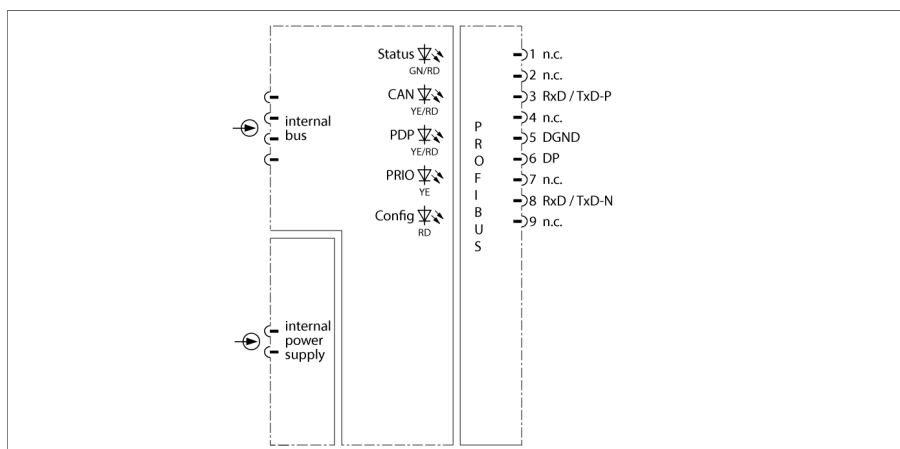 Status
GN/RD
CAN
YE/RD
PDP
YE/RD
PRIO
YE
Config
RD
internal
bus
internal
power
supply
PROFIBUS
1 n.c.
2 n.c.
3 RxD / TxD-P
4 n.c.
5 DGND
6 DP
7 n.c.
8 RxD / TxD-N
9 n.c.